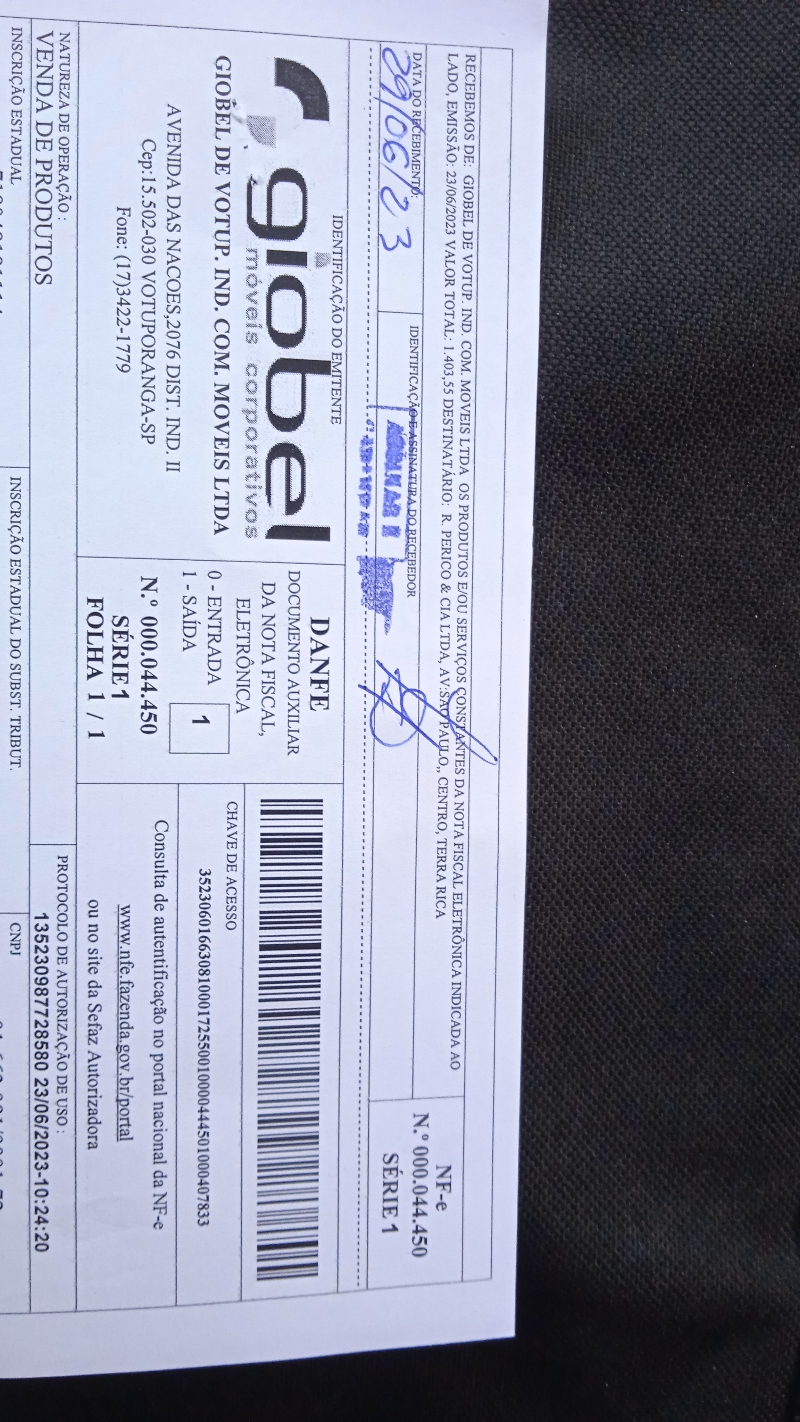 RECEBEMOS DE: GIOBEL DE VOTUP. IND. COM. MOVEIS LTDA OS PRODUTOS E/OU SERVIÇOS CONSTANTES DA NOTA FISCAL ELETRÔNICA INDICADA AO
LADO, EMISSÃO: 23/06/2023 VALOR TOTAL: 1.403,55 DESTINATÁRIO: R. PERICO & CIA LTDA, AV:SAO PAULO,, CENTRO, TERRA RICA
DATA DO RECEBIMENTO:
29/06/23
IDENTIFICAÇÃO E ASSINATURA DO RECEBEDOR
NF-e
N.º 000.044.450
SÉRIE 1
IDENTIFICAÇÃO DO EMITENTE
giobel
móveis corporativos
GIOBEL DE VOTUP. IND. COM. MOVEIS LTDA
AVENIDA DAS NACOES,2076 DIST. IND. II
Cep:15.502-030 VOTUPORANGA-SP
Fone: (17)3422-1779
DANFE
DOCUMENTO AUXILIAR
DA NOTA FISCAL,
ELETRÔNICA
0 - ENTRADA
1 - SAÍDA
1
N.º 000.044.450
SÉRIE1
FOLHA 1 / 1
CHAVE DE ACESSO
35230601663081000172550010000444501000407833
Consulta de autentificação no portal nacional da NF-e
www.nfe.fazenda.gov.br/portal
ou no site da Sefaz Autorizadora
NATUREZA DE OPERAÇÃO :
VENDA DE PRODUTOS
PROTOCOLO DE AUTORIZAÇÃO DE USO :
135230987728580 23/06/2023-10:24:20
INSCRIÇÃO ESTADUAL
INSCRIÇÃO ESTADUAL DO SUBST. TRIBUT.
CNPJ